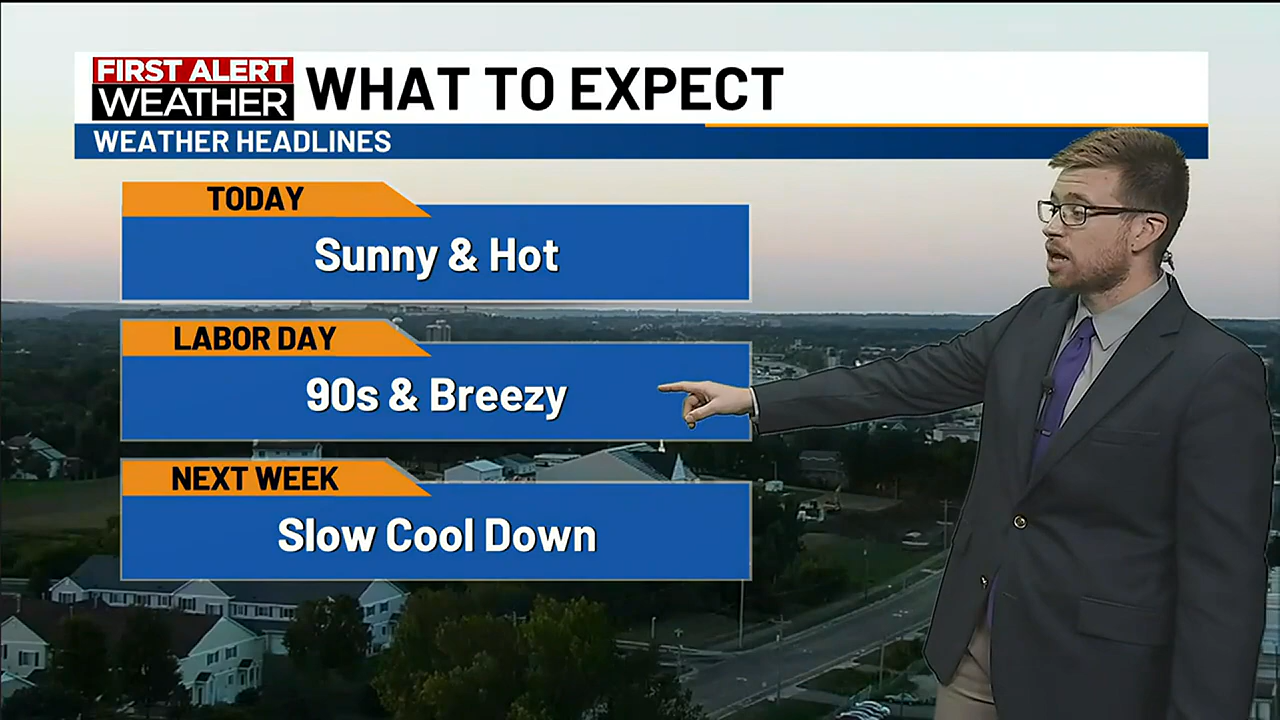 FIRST ALERT
WEATHER
WHAT TO EXPECT
WEATHER HEADLINES
TODAY
Sunny & Hot
LABOR DAY
90s & Breezy
NEXT WEEK
Slow Cool Down